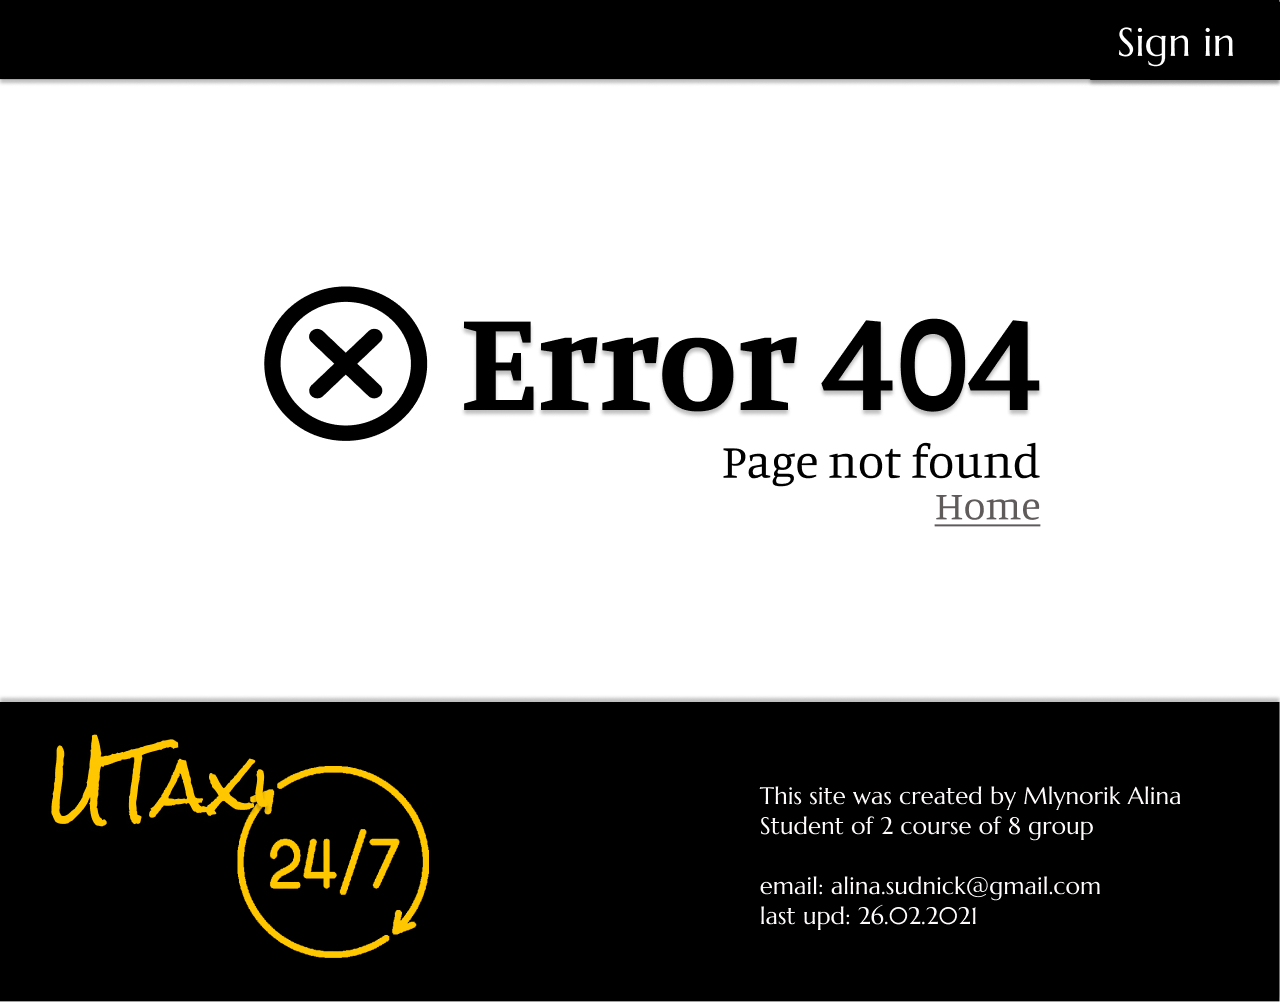 Sign in
Error 404
Page not found
Home
UTaxi
24/7
This site was created by Mlynorik Alina
Student of 2 course of 8 group
email: alina.sudnick@gmail.com
last upd: 26.02.2021